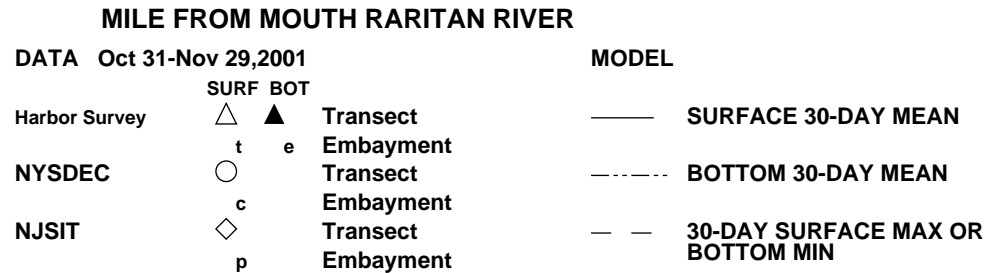 MILE FROM MOUTH RARITAN RIVER
DATA Oct 31-Nov 29,2001 MODEL
SURF BOT
Harbor Survey Transect SURFACE 30-DAY MEAN
t e Embayment
NYSDEC Transect BOTTOM 30-DAY MEAN
c Embayment
NJSIT Transect 30-DAY SURFACE MAX OR
BOTTOM MIN
p Embayment